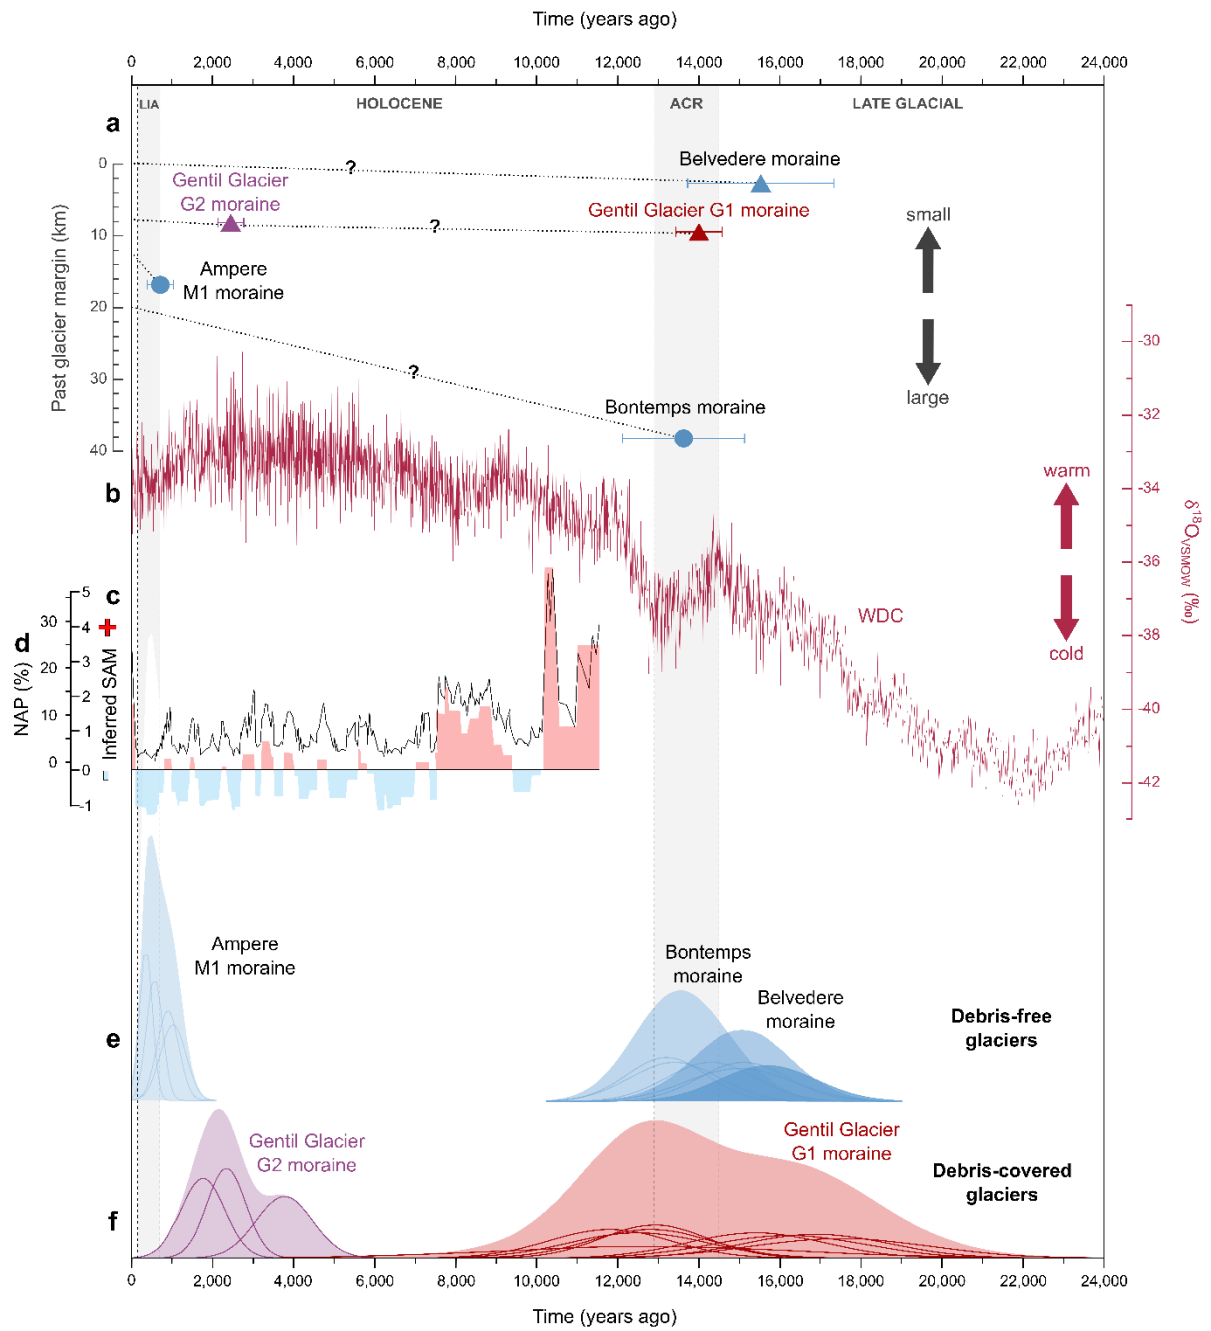 Time (years ago)
0 2,000 4,000 6,000 8,000 10,000 12,000 14,000 16,000 18,000 20,000 22,000 24,000
LIA HOLOCENE ACR LATE GLACIAL
a
Past glacier margin (km)
0
10
20
30
40
?
?
?
Belvedere moraine
Gentil Glacier
G2 moraine
Gentil Glacier G1 moraine
Ampere
M1 moraine
Bontemps moraine
small
large
b
-30
-32
-34
-36
-38
-40
-42
δ18OVSMOW (‰)
warm
cold
WDC
c
5
4
3
2
1
0
-1
- Inferred SAM +
d
NAP (%)
30
20
10
0
e
Ampere
M1 moraine
Bontemps
moraine
Belvedere
moraine
Debris-free
glaciers
f
Gentil Glacier
G2 moraine
Gentil Glacier
G1 moraine
Debris-covered
glaciers
0 2,000 4,000 6,000 8,000 10,000 12,000 14,000 16,000 18,000 20,000 22,000 24,000
Time (years ago)